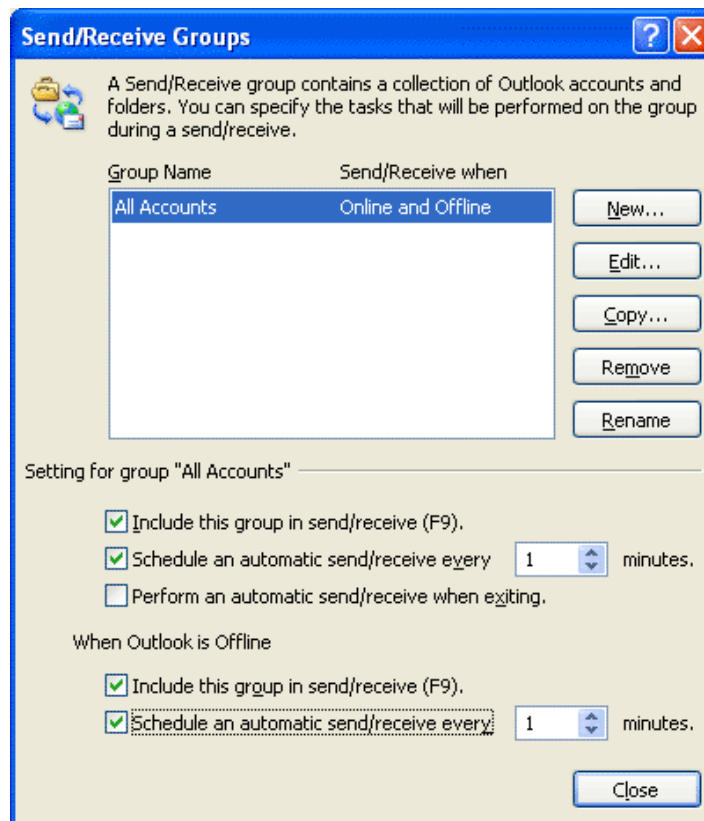 Send/Receive Groups
A Send/Receive group contains a collection of Outlook accounts and
folders. You can specify the tasks that will be performed on the group
during a send/receive.
Group Name Send/Receive when
All Accounts Online and Offline
New...
Edit...
Copy...
Remove
Rename
Setting for group "All Accounts"
Include this group in send/receive (F9).
Schedule an automatic send/receive every 1 minutes.
Perform an automatic send/receive when exiting.
When Outlook is Offline
Include this group in send/receive (F9).
Schedule an automatic send/receive every 1 minutes.
Close